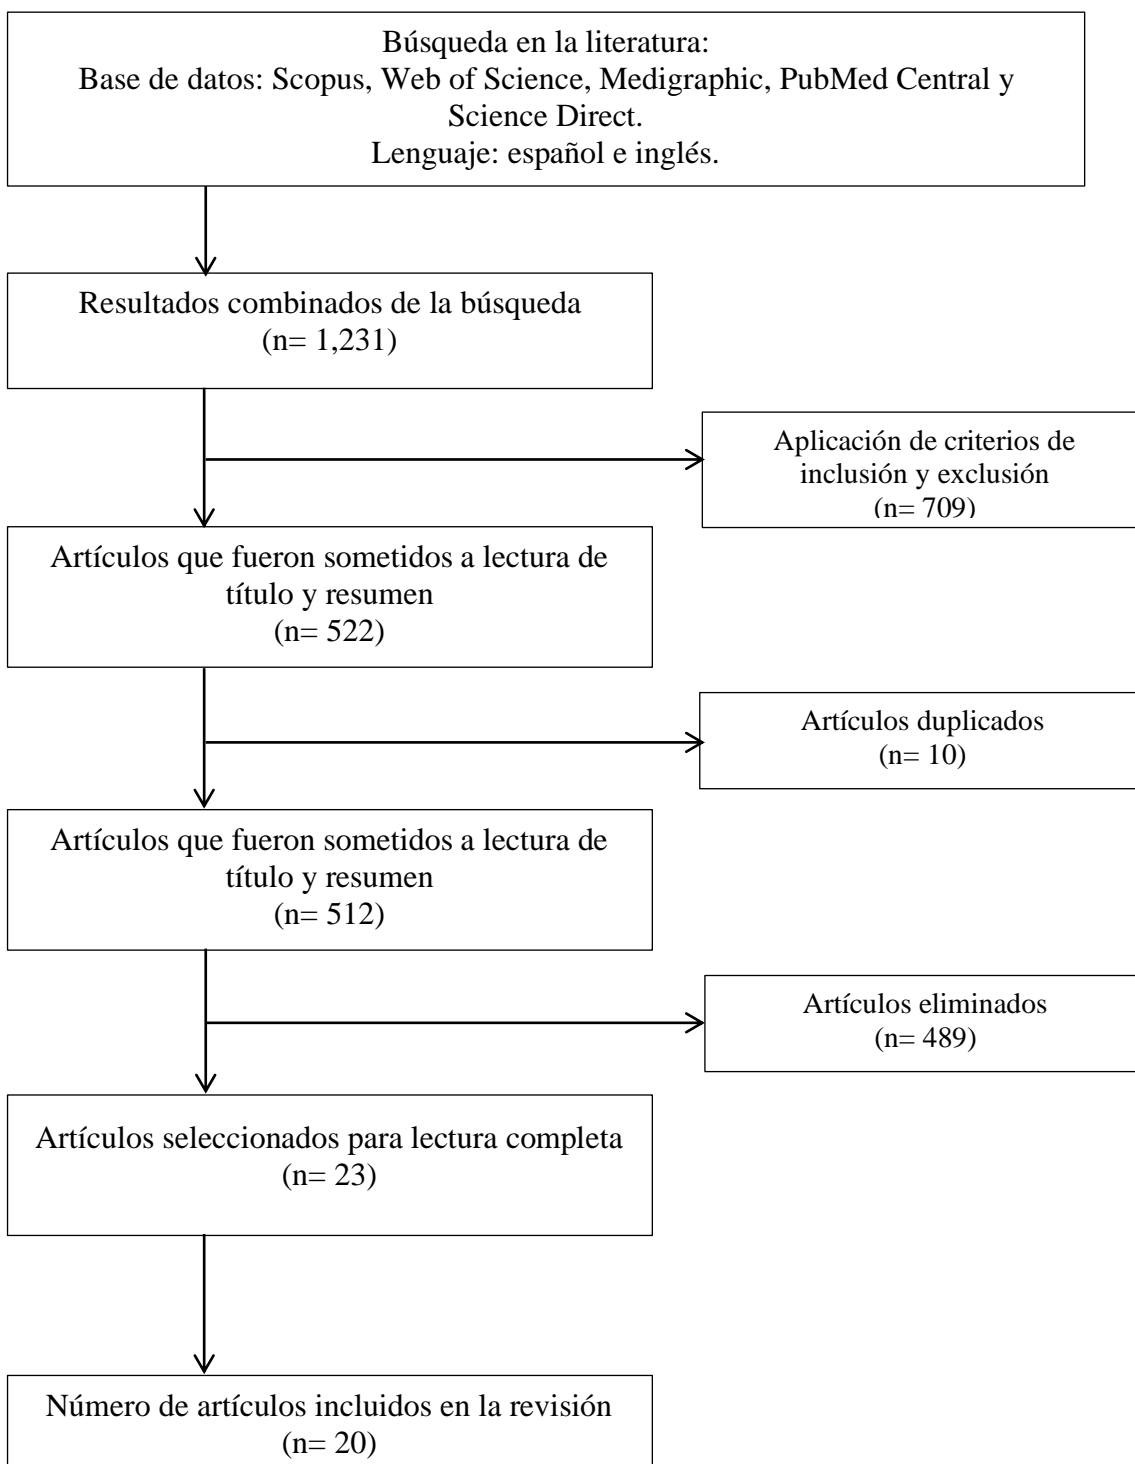 Búsqueda en la literatura:
Base de datos: Scopus, Web of Science, Medigraphic, PubMed Central y
Science Direct.
Lenguaje: español e inglés.
Resultados combinados de la búsqueda
(n= 1,231)
Aplicación de criterios de
inclusión y exclusión
(n= 709)
Artículos que fueron sometidos a lectura de
título y resumen
(n= 522)
Artículos duplicados
(n= 10)
Artículos que fueron sometidos a lectura de
título y resumen
(n= 512)
Artículos eliminados
(n= 489)
Artículos seleccionados para lectura completa
(n= 23)
Número de artículos incluidos en la revisión
(n= 20)